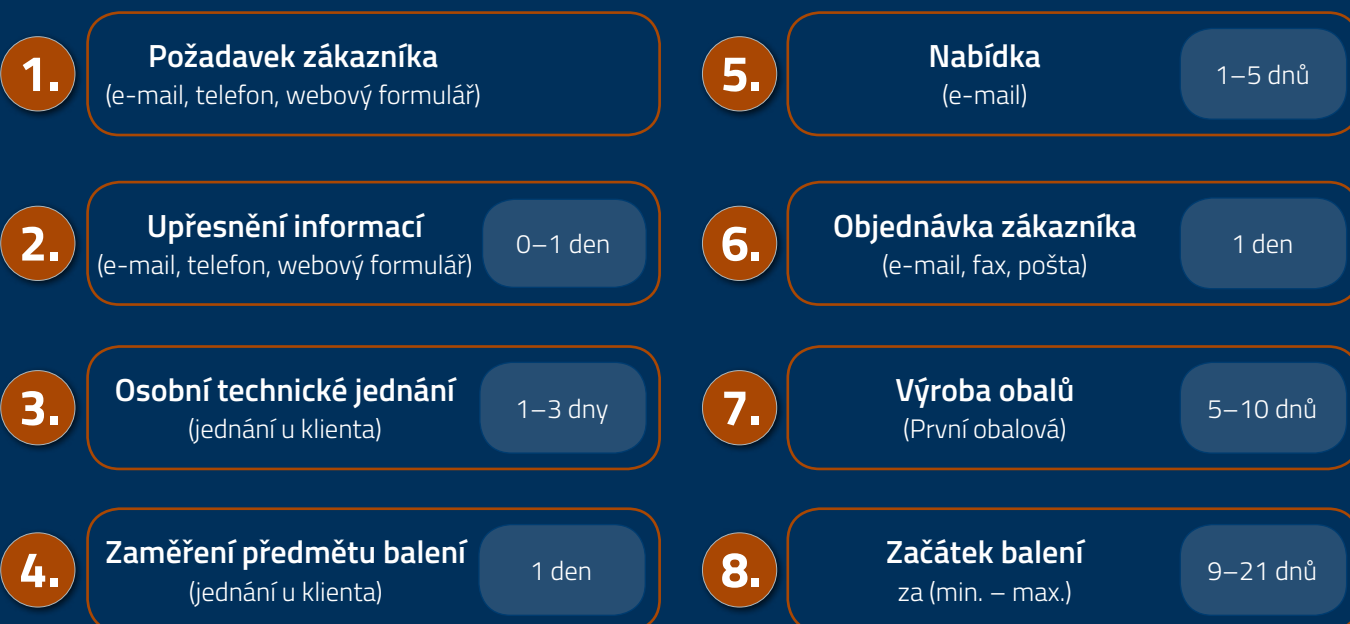 1.
Požadavek zákazníka
(e-mail, telefon, webový formulář)
2.
Upřesnění informací
(e-mail, telefon, webový formulář)
0–1 den
3.
Osobní technické jednání
(jednání u klienta)
1–3 dny
4.
Zaměření předmětu balení
(jednání u klienta)
1 den
5.
Nabídka
(e-mail)
1–5 dnů
6.
Objednávka zákazníka
(e-mail, fax, pošta)
1 den
7.
Výroba obalů
(První obalová)
5–10 dnů
8.
Začátek balení
za (min. – max.)
9–21 dnů